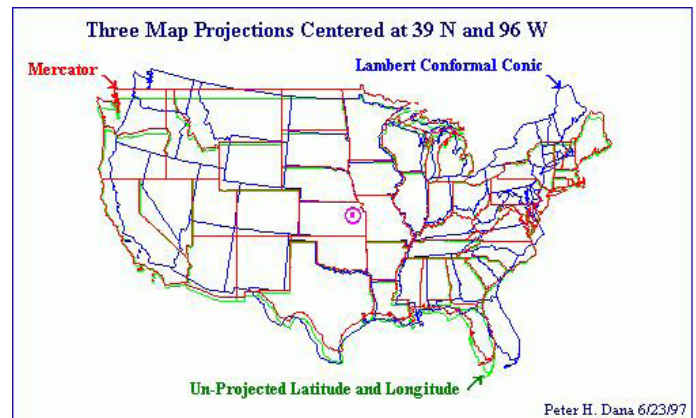 Three Map Projections Centered at 39 N and 96 W
Mercator
Lambert Conformal Conic
Un-Projected Latitude and Longitude
Peter H. Dana 6/23/97